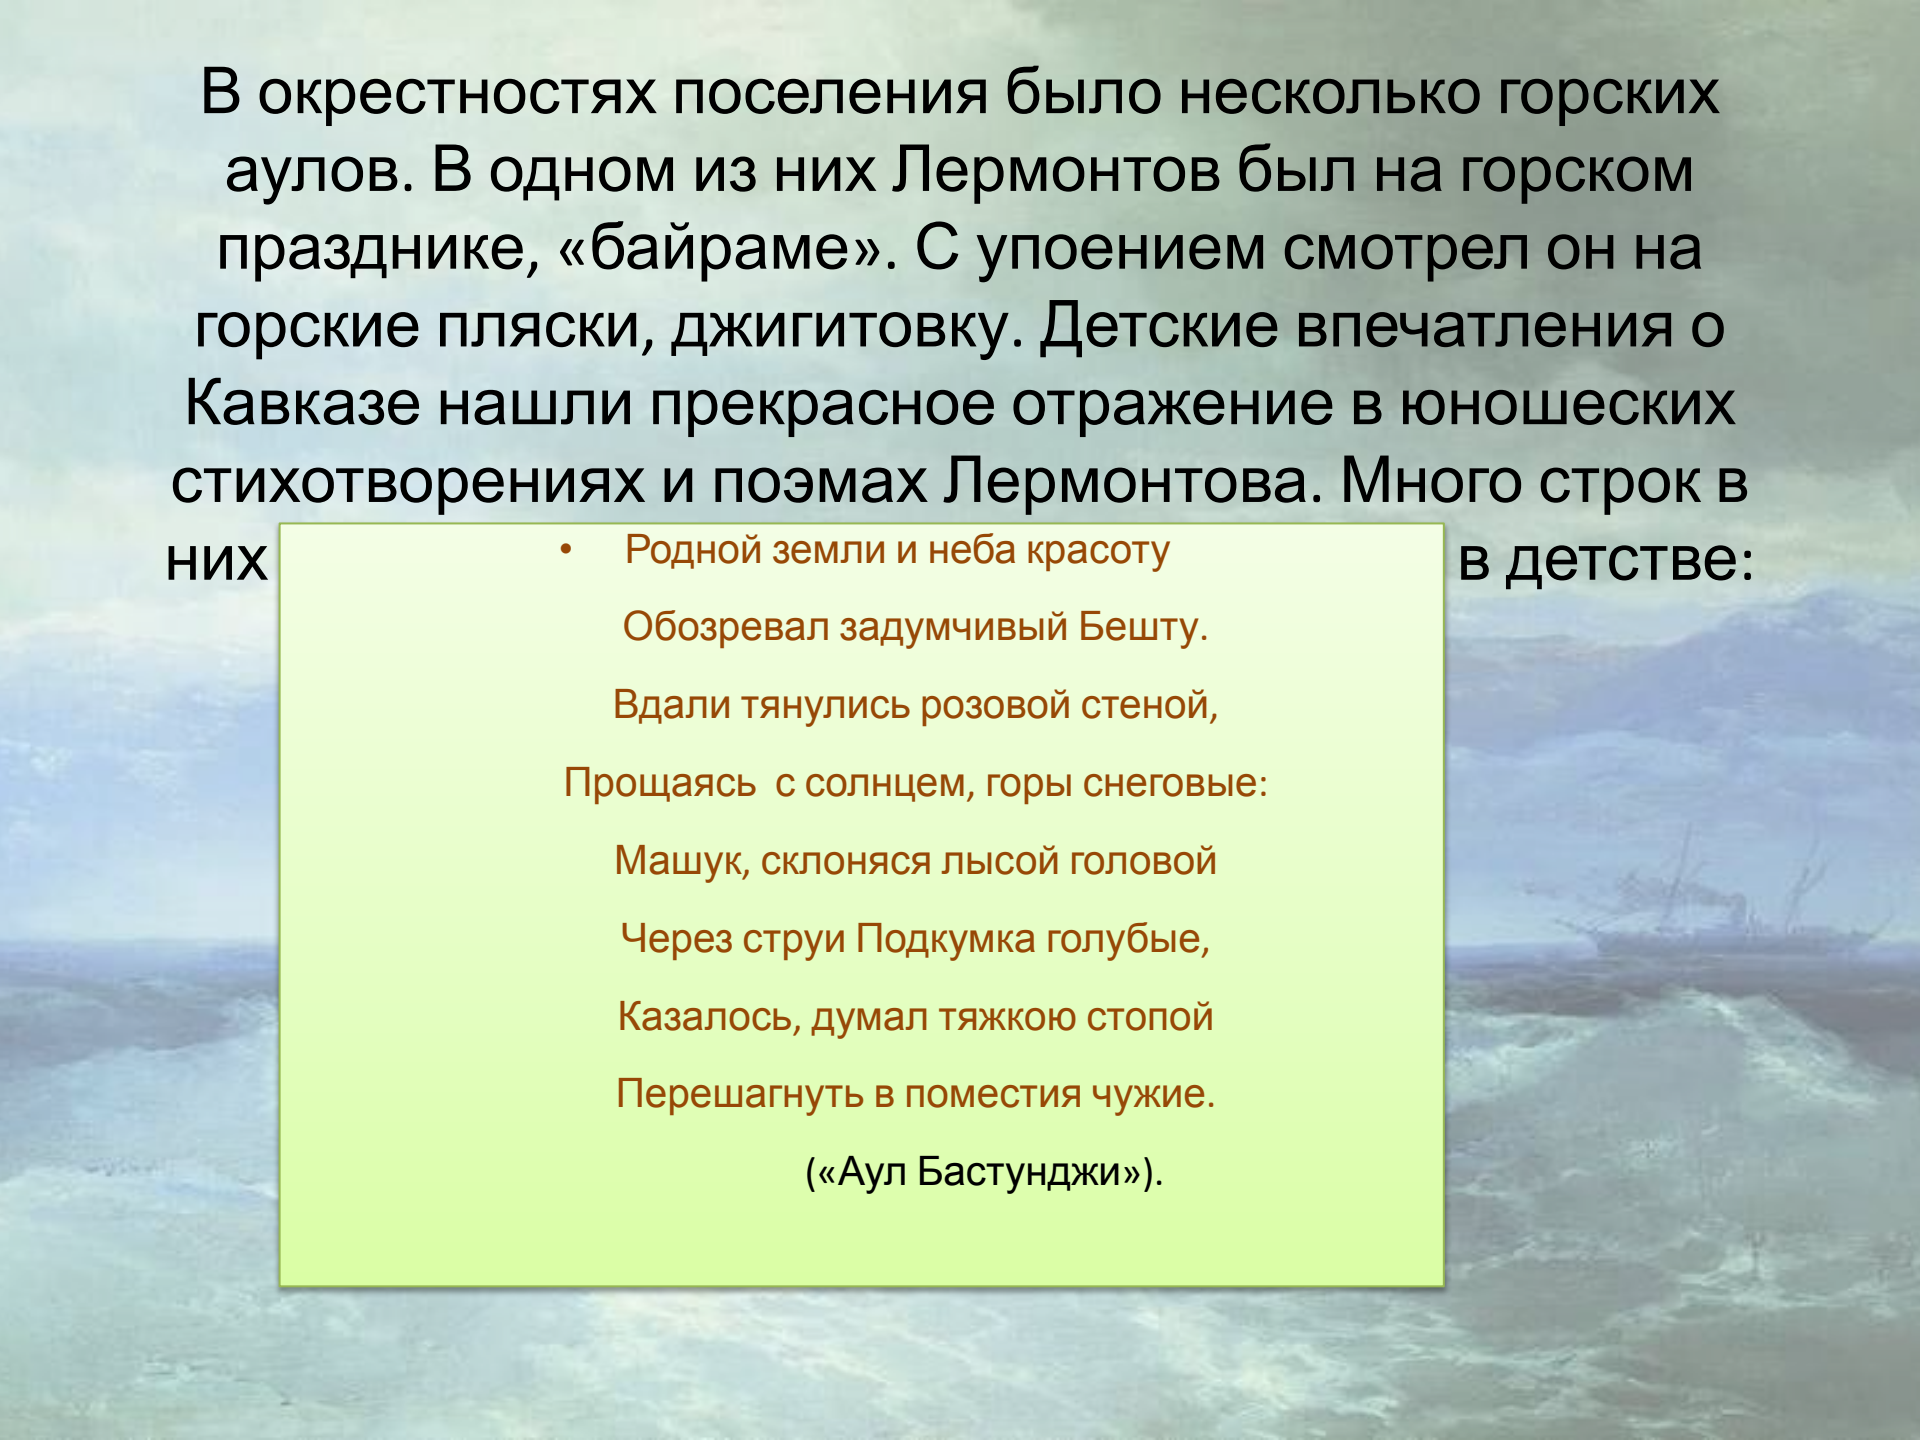 В окрестностях поселения было несколько горских
аулов. В одном из них Лермонтов был на горском
празднике, «байраме». С упоением смотрел он на
горские пляски, джигитовку. Детские впечатления о
Кавказе нашли прекрасное отражение в юношеских
стихотворениях и поэмах Лермонтова. Много строк в
них в детстве:
• Родной земли и неба красоту
Обозревал задумчивый Бешту.
Вдали тянулись розовой стеной,
Прощаясь  с солнцем, горы снеговые:
Машук, склоняся лысой головой
Через струи Подкумка голубые,
Казалось, думал тяжкою стопой
Перешагнуть в поместия чужие.
(«Аул Бастунджи»).